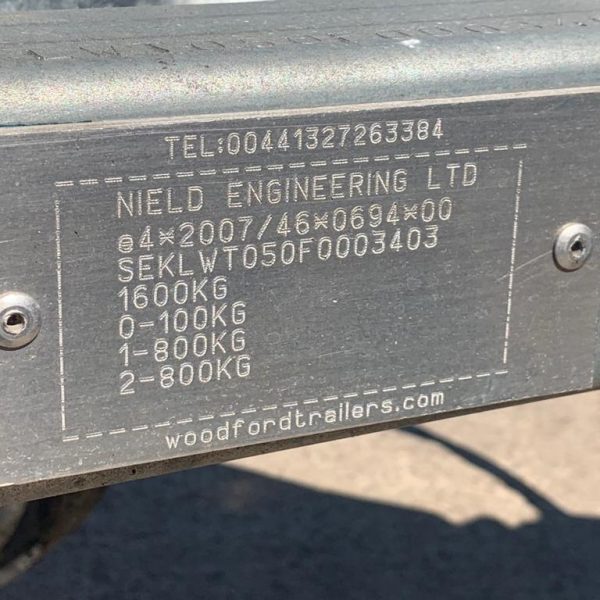 TEL:00441327263384
NIELD ENGINEERING LTD
e4*2007/46*0694*00
SEKLWT050F0003403
1600KG
0-100KG
1-800KG
2-800KG
woodfordtrailers.com